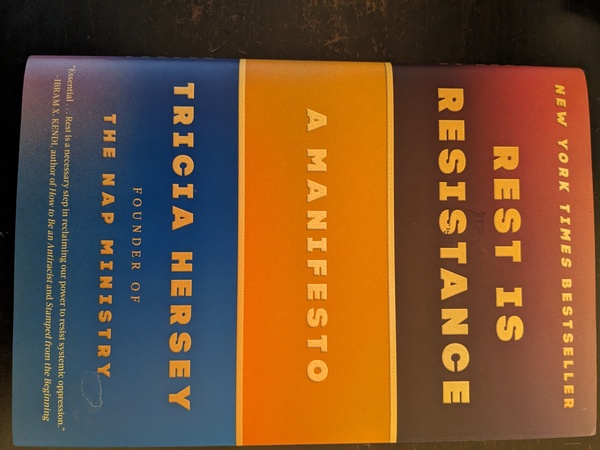 NEW YORK TIMES BESTSELLER
REST IS
RESISTANCE
A MANIFESTO
TRICIA HERSEY
FOUNDER OF
THE NAP MINISTRY
"Essential . . . Rest is a necessary step in reclaiming our power to resist systemic oppression."
–IBRAM X. KENDI, author of How to Be an Antiracist and Stamped from the Beginning